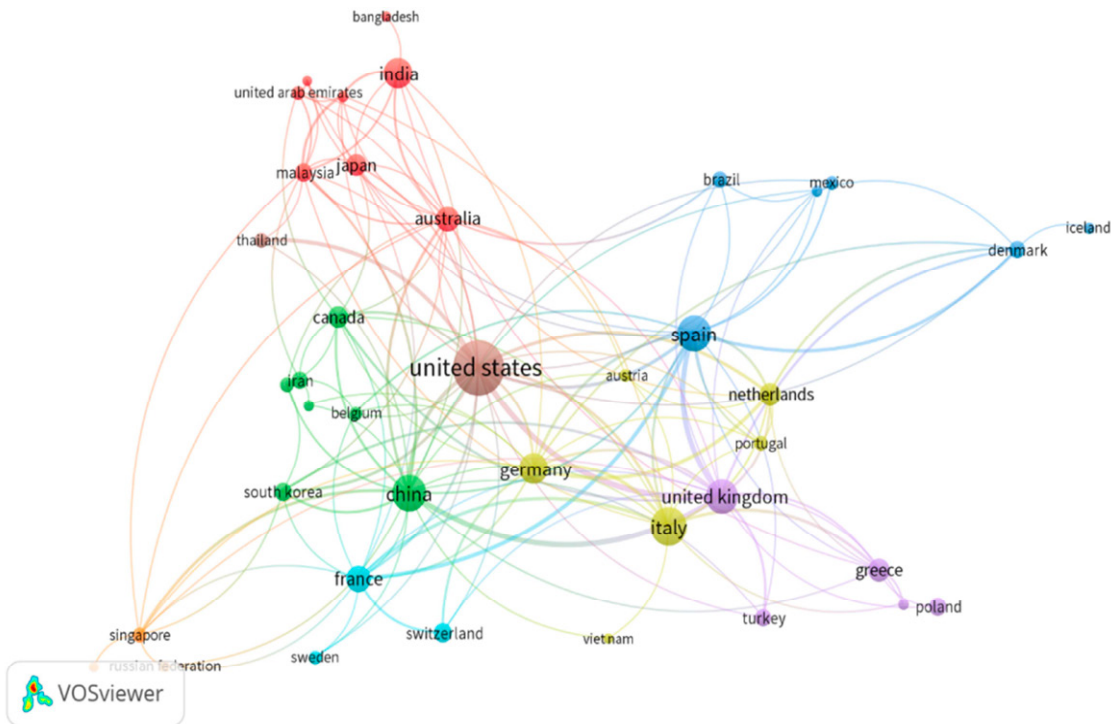 bangladesh
india
united arab emirates
malaysia
japan
brazil
mexico
australia
iceland
thailand
denmark
canada
spain
united states
austria
iran
netherlands
belgium
portugal
germany
south korea
china
united kingdom
italy
france
greece
poland
turkey
singapore
switzerland
vietnam
sweden
russian federation
VOSviewer